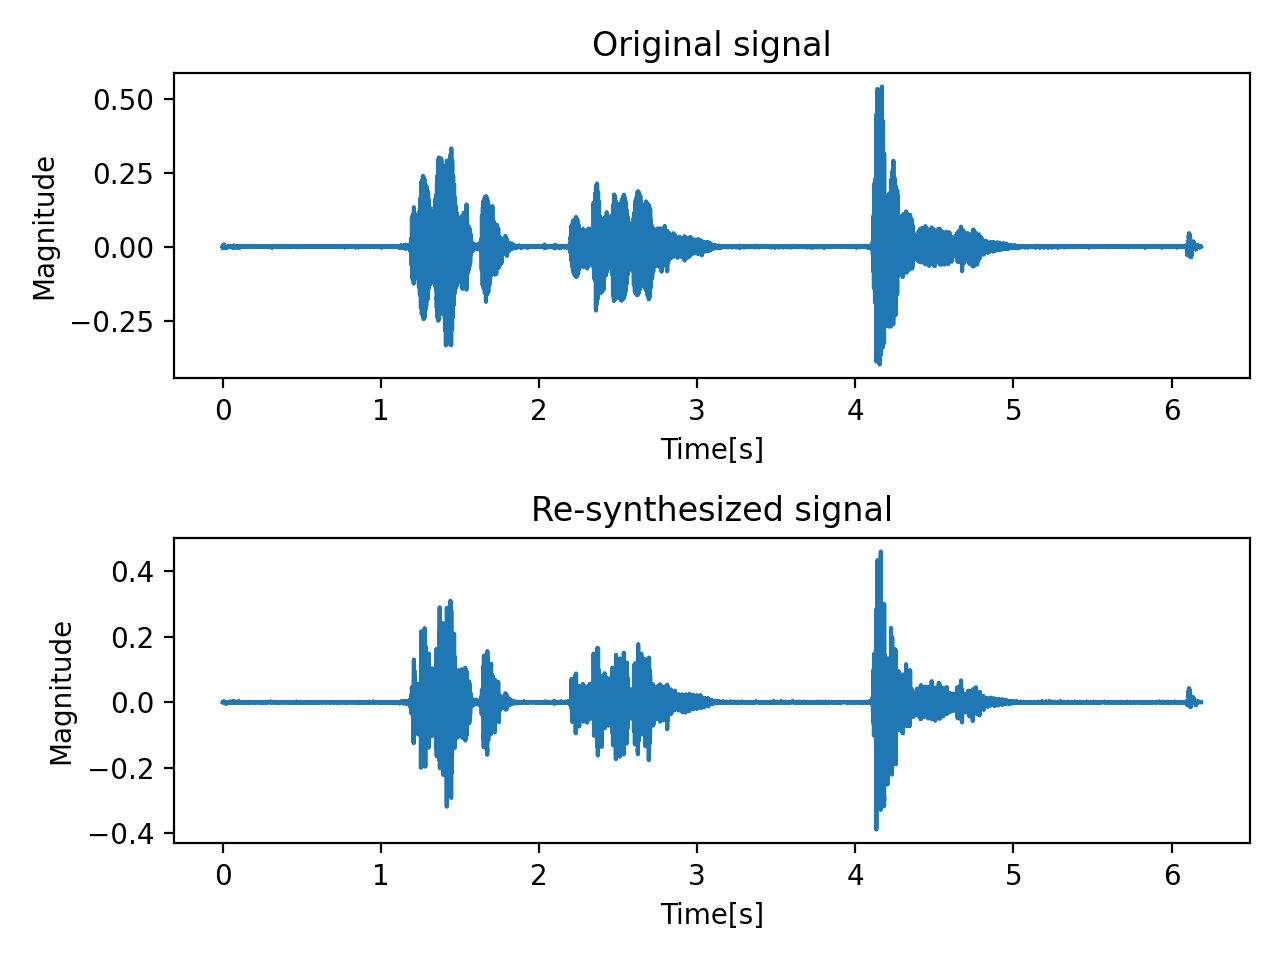 Original signal
0.50
0.25
0.00
−0.25
Magnitude
0 1 2 3 4 5 6
Time[s]
Re-synthesized signal
0.4
0.2
0.0
−0.2
−0.4
Magnitude
0 1 2 3 4 5 6
Time[s]